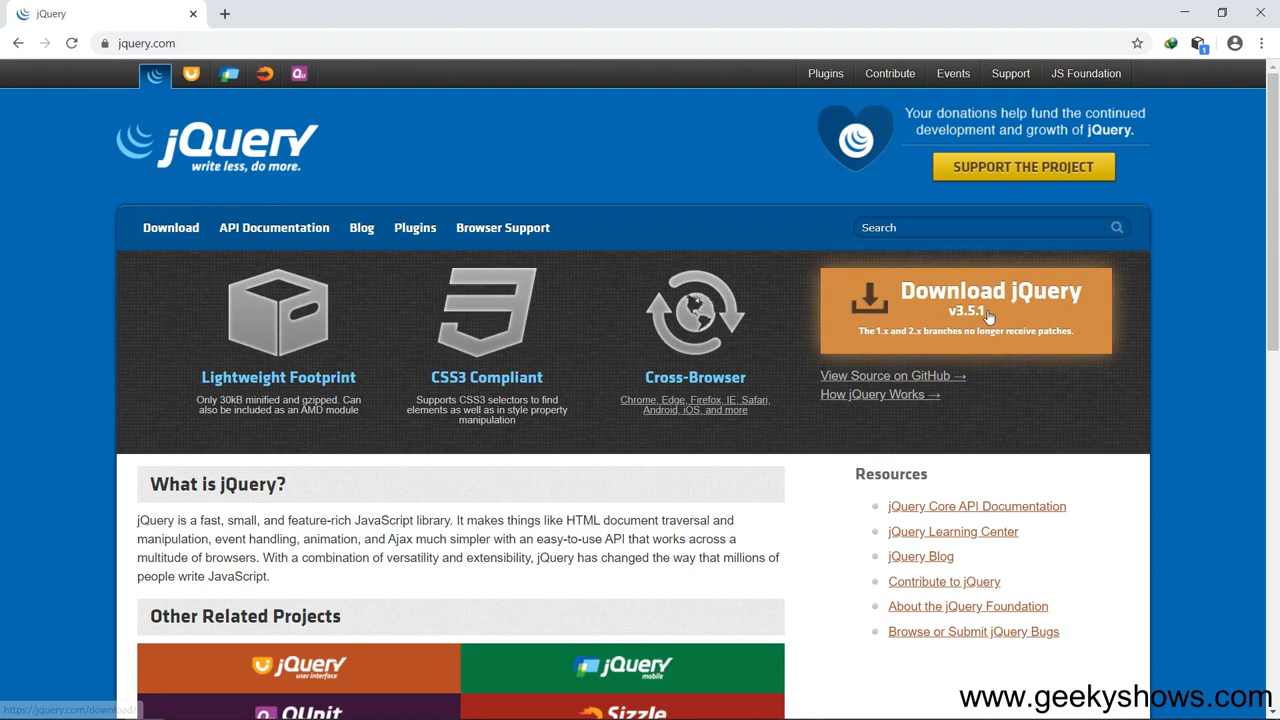 jQuery
jquery.com
1
Qu
Plugins
Contribute
Events
Support
JS Foundation
jQuery
write less, do more.
Your donations help fund the continued
development and growth of jQuery.
SUPPORT THE PROJECT
Download
API Documentation
Blog
Plugins
Browser Support
Search
Lightweight Footprint
Only 30kB minified and gzipped. Can
also be included as an AMD module
CSS3 Compliant
Supports CSS3 selectors to find
elements as well as in style property
manipulation
Cross-Browser
Chrome, Edge, Firefox, IE, Safari,
Android, iOS, and more
Download jQuery
v3.5.1
The 1.x and 2.x branches no longer receive patches.
View Source on GitHub →
How jQuery Works →
What is jQuery?
jQuery is a fast, small, and feature-rich JavaScript library. It makes things like HTML document traversal and
manipulation, event handling, animation, and Ajax much simpler with an easy-to-use API that works across a
multitude of browsers. With a combination of versatility and extensibility, jQuery has changed the way that millions of
people write JavaScript.
Resources
jQuery Core API Documentation
jQuery Learning Center
jQuery Blog
Contribute to jQuery
About the jQuery Foundation
Browse or Submit jQuery Bugs
Other Related Projects
jQuery
user interface
jQuery
mobile
Qu
QUnit
Sizzle
https://jquery.com/download/
www.geekyshows.com